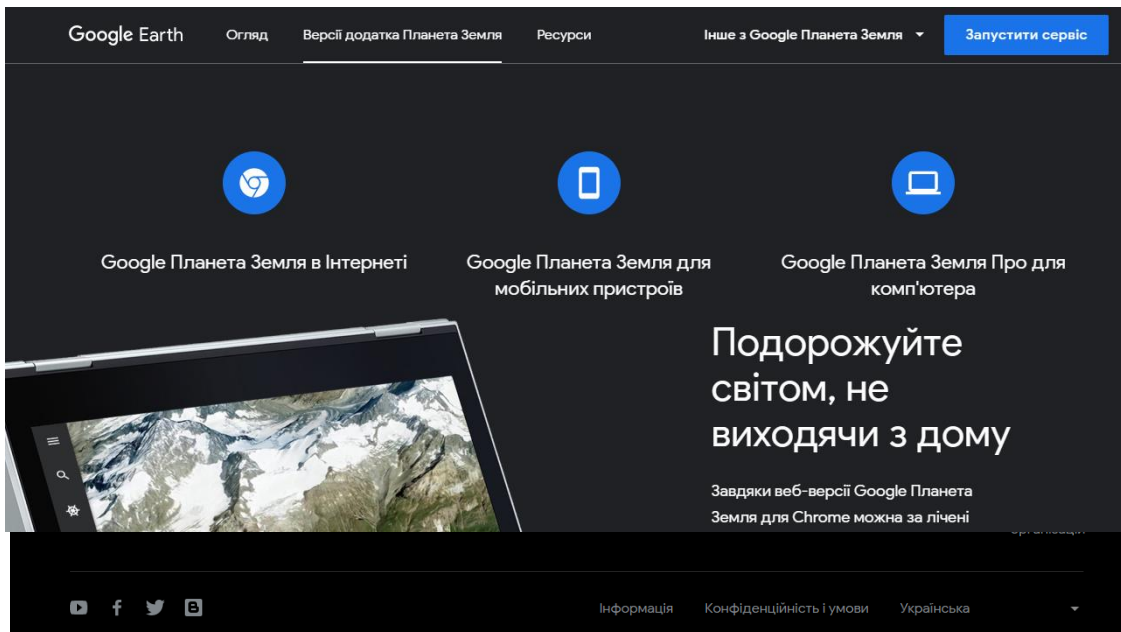 Google Earth Огляд Версії додатка Планета Земля Ресурси Інше з Google Планета Земля Запустити сервіс
Google Планета Земля в Інтернеті
Google Планета Земля для
мобільних пристроїв
Google Планета Земля Про для
комп'ютера
Подорожуйте
світом, не
виходячи з дому
Завдяки веб-версії Google Планета
Земля для Chrome можна за лічені
Інформація Конфіденційність і умови Українська